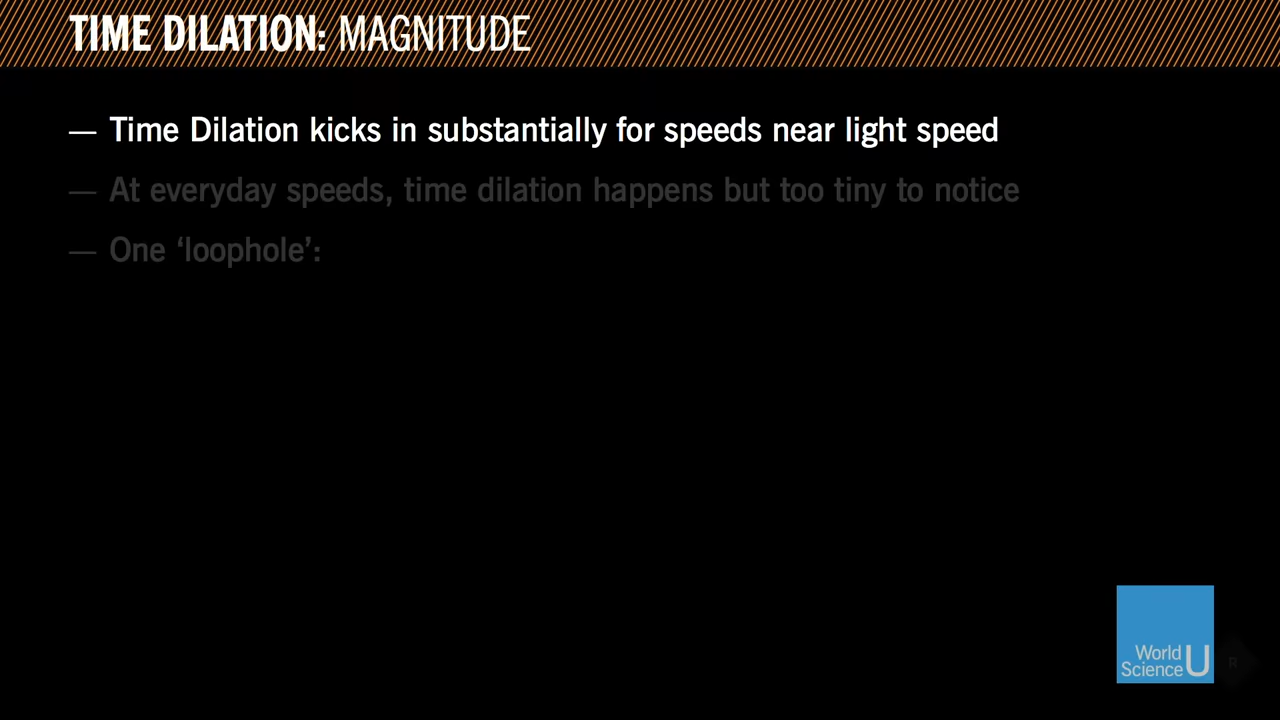 TIME DILATION: MAGNITUDE
— Time Dilation kicks in substantially for speeds near light speed
— At everyday speeds, time dilation happens but too tiny to notice
— One ‘loophole’:
World
Science U
R